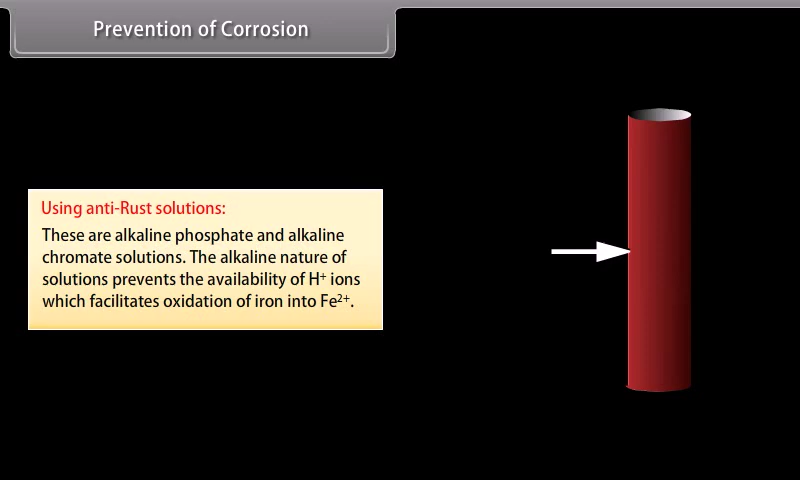 Prevention of Corrosion
Using anti-Rust solutions:
These are alkaline phosphate and alkaline
chromate solutions. The alkaline nature of
solutions prevents the availability of H⁺ ions
which facilitates oxidation of iron into Fe²⁺.